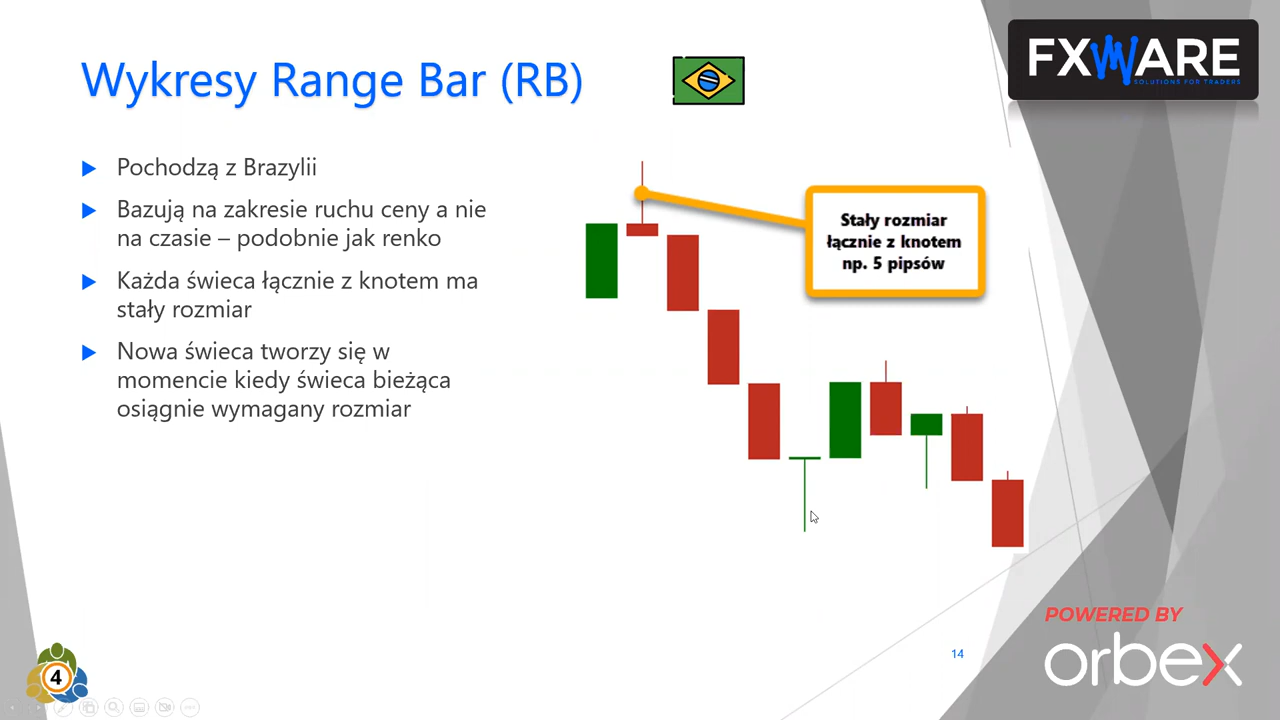 Wykresy Range Bar (RB)
FXWARE
SOLUTIONS FOR TRADERS
Pochodzą z Brazylii
Bazują na zakresie ruchu ceny a nie
na czasie – podobnie jak renko
Każda świeca łącznie z knotem ma
stały rozmiar
Nowa świeca tworzy się w
momencie kiedy świeca bieżąca
osiągnie wymagany rozmiar
Stały rozmiar
łącznie z knotem
np. 5 pipsów
POWERED BY
orbex
14
4